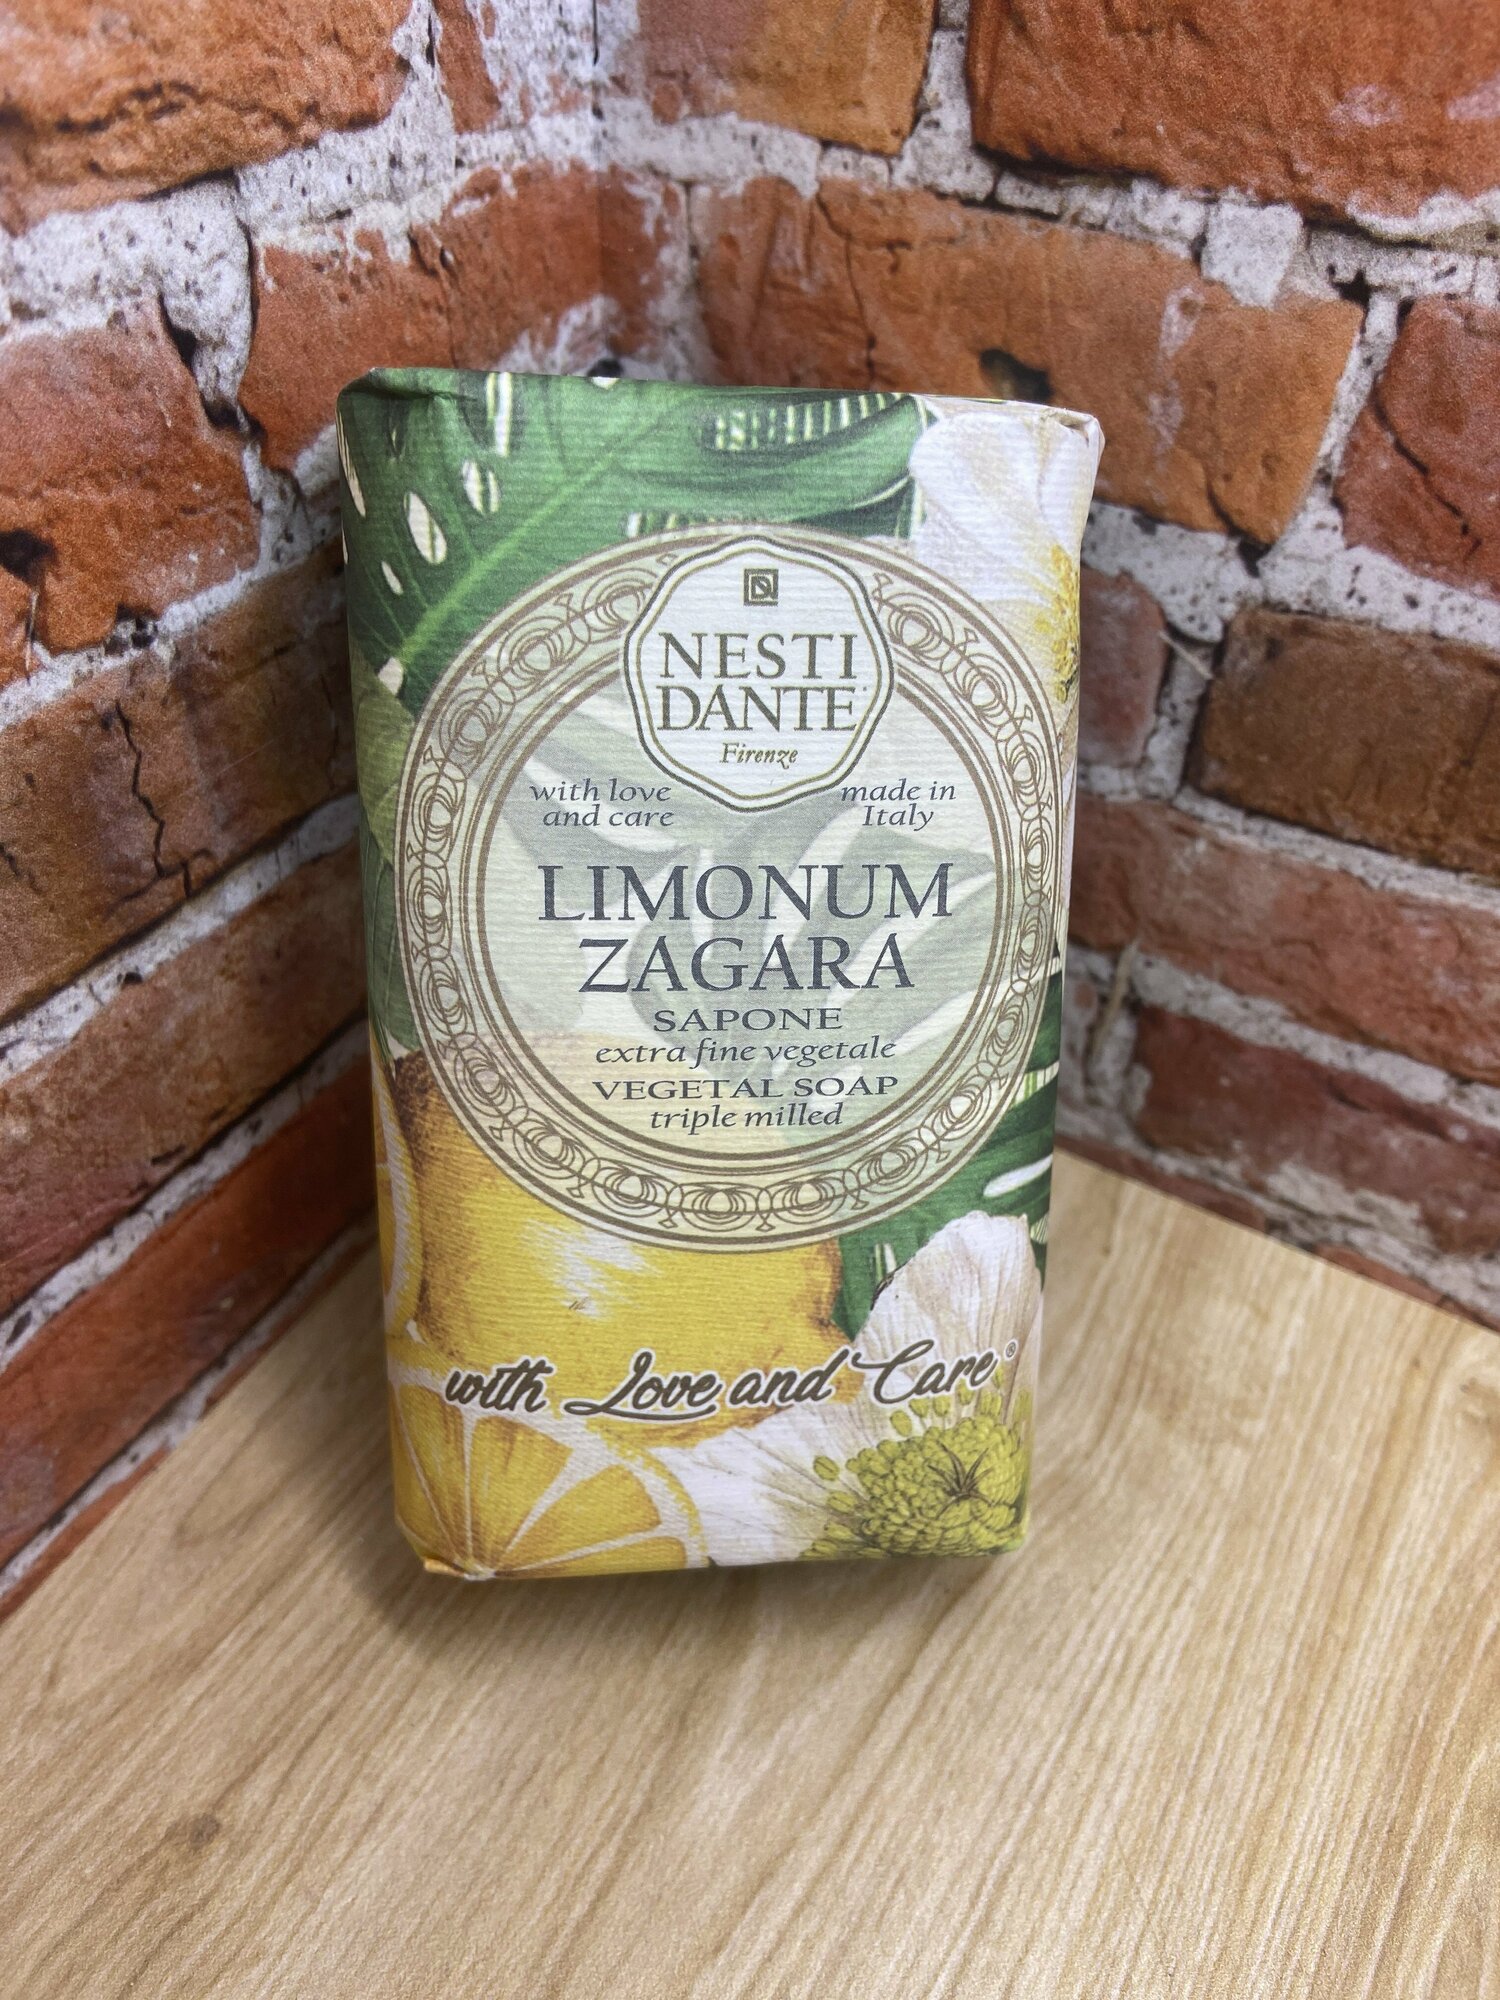 NESTI
DANTE
Firenze
with love
and care
made in
Italy
LIMONUM
ZAGARA
SAPONE
extra fine vegetale
VEGETAL SOAP
triple milled
with Love and Care®